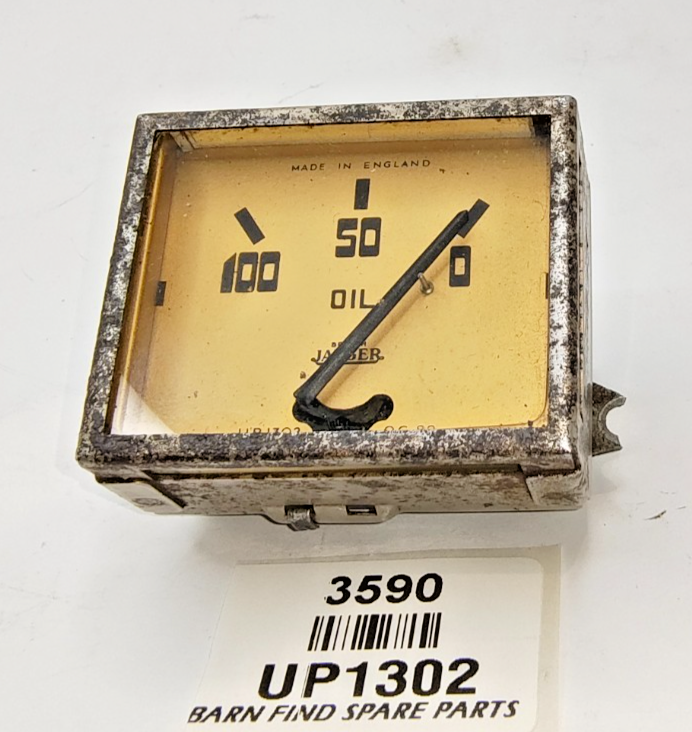 MADE IN ENGLAND
100 50 0
OIL
JAEGER
3590
UP1302
BARN FIND SPARE PARTS